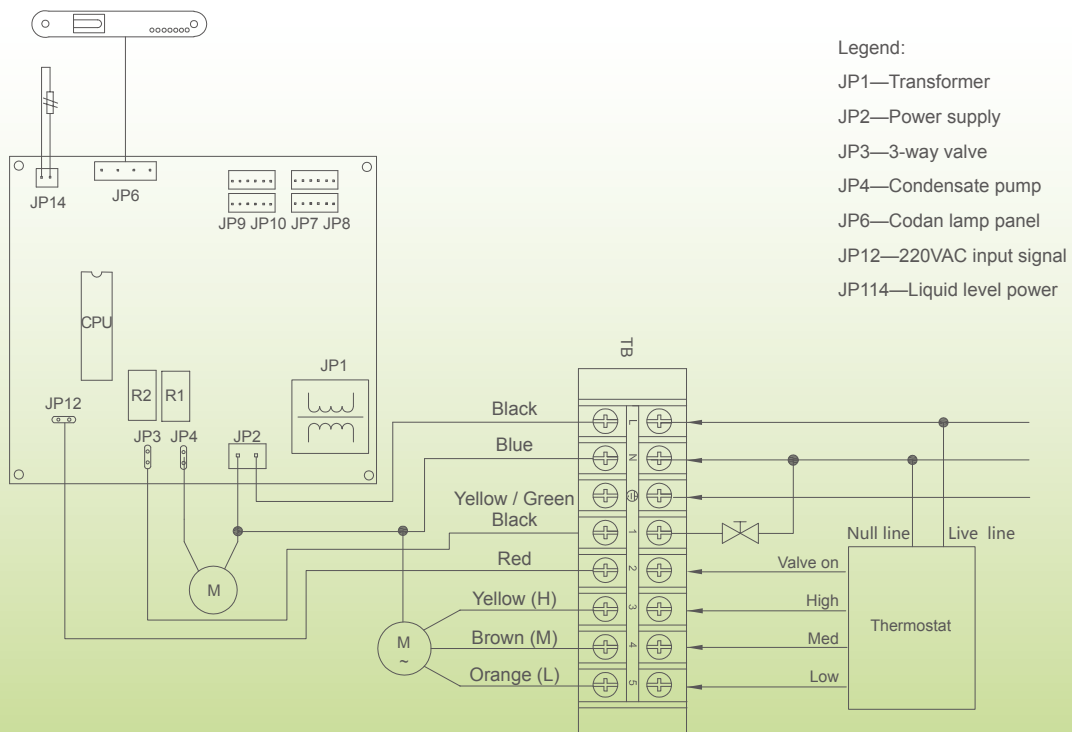 Legend:
JP1—Transformer
JP2—Power supply
JP3—3-way valve
JP4—Condensate pump
JP6—Codan lamp panel
JP12—220VAC input signal
JP114—Liquid level power
JP14
JP6
JP9 JP10 JP7 JP8
CPU
JP1
R2 R1
JP12
JP3 JP4 JP2
TB
Black
L
Blue
N
Yellow / Green
Black
1
Red
2
Yellow (H)
3
Brown (M)
4
Orange (L)
5
M
M
~
Null line
Live line
Valve on
High
Med
Low
Thermostat